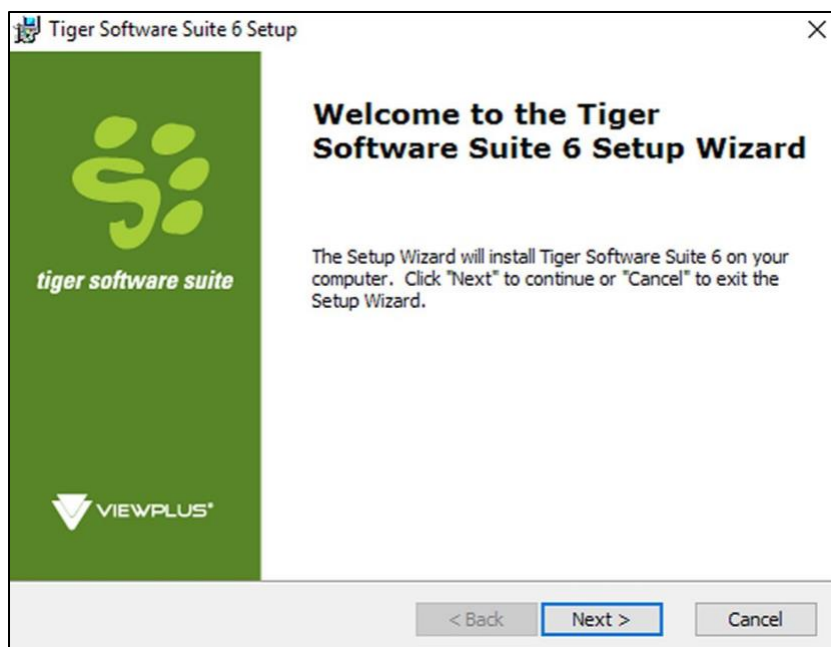 Tiger Software Suite 6 Setup
Welcome to the Tiger
Software Suite 6 Setup Wizard
tiger software suite
The Setup Wizard will install Tiger Software Suite 6 on your
computer. Click "Next" to continue or "Cancel" to exit the
Setup Wizard.
VIEWPLUS®
< Back
Next >
Cancel